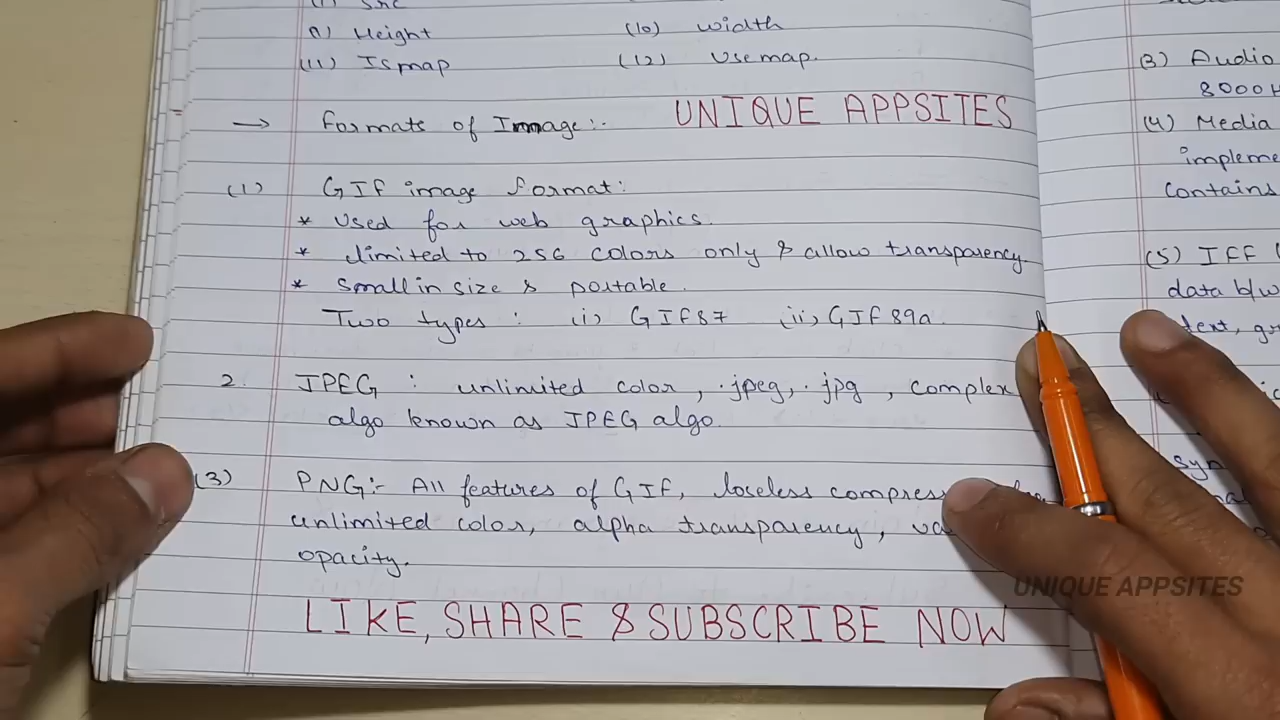 (9) Height (10) width
(11) Ismap (12) Usemap.
→ formats of Image:-
UNIQUE APPSITES
(1) GIF image format:
* Used for web graphics.
* limited to 256 colors only & allow transparency.
* Small in size & portable.
Two types : (i) GIF87 (ii) GIF89a.
2. JPEG : unlimited color, .jpeg, .jpg, complex
algo known as JPEG algo.
(3) PNG:- All features of GIF, loseless
unlimited color, alpha transparency,
opacity.
LIKE, SHARE & SUBSCRIBE NOW
(3) Audio
8000
(4) Media
Contains
(5) IFF
data b/w
text,
UNIQUE APPSITES